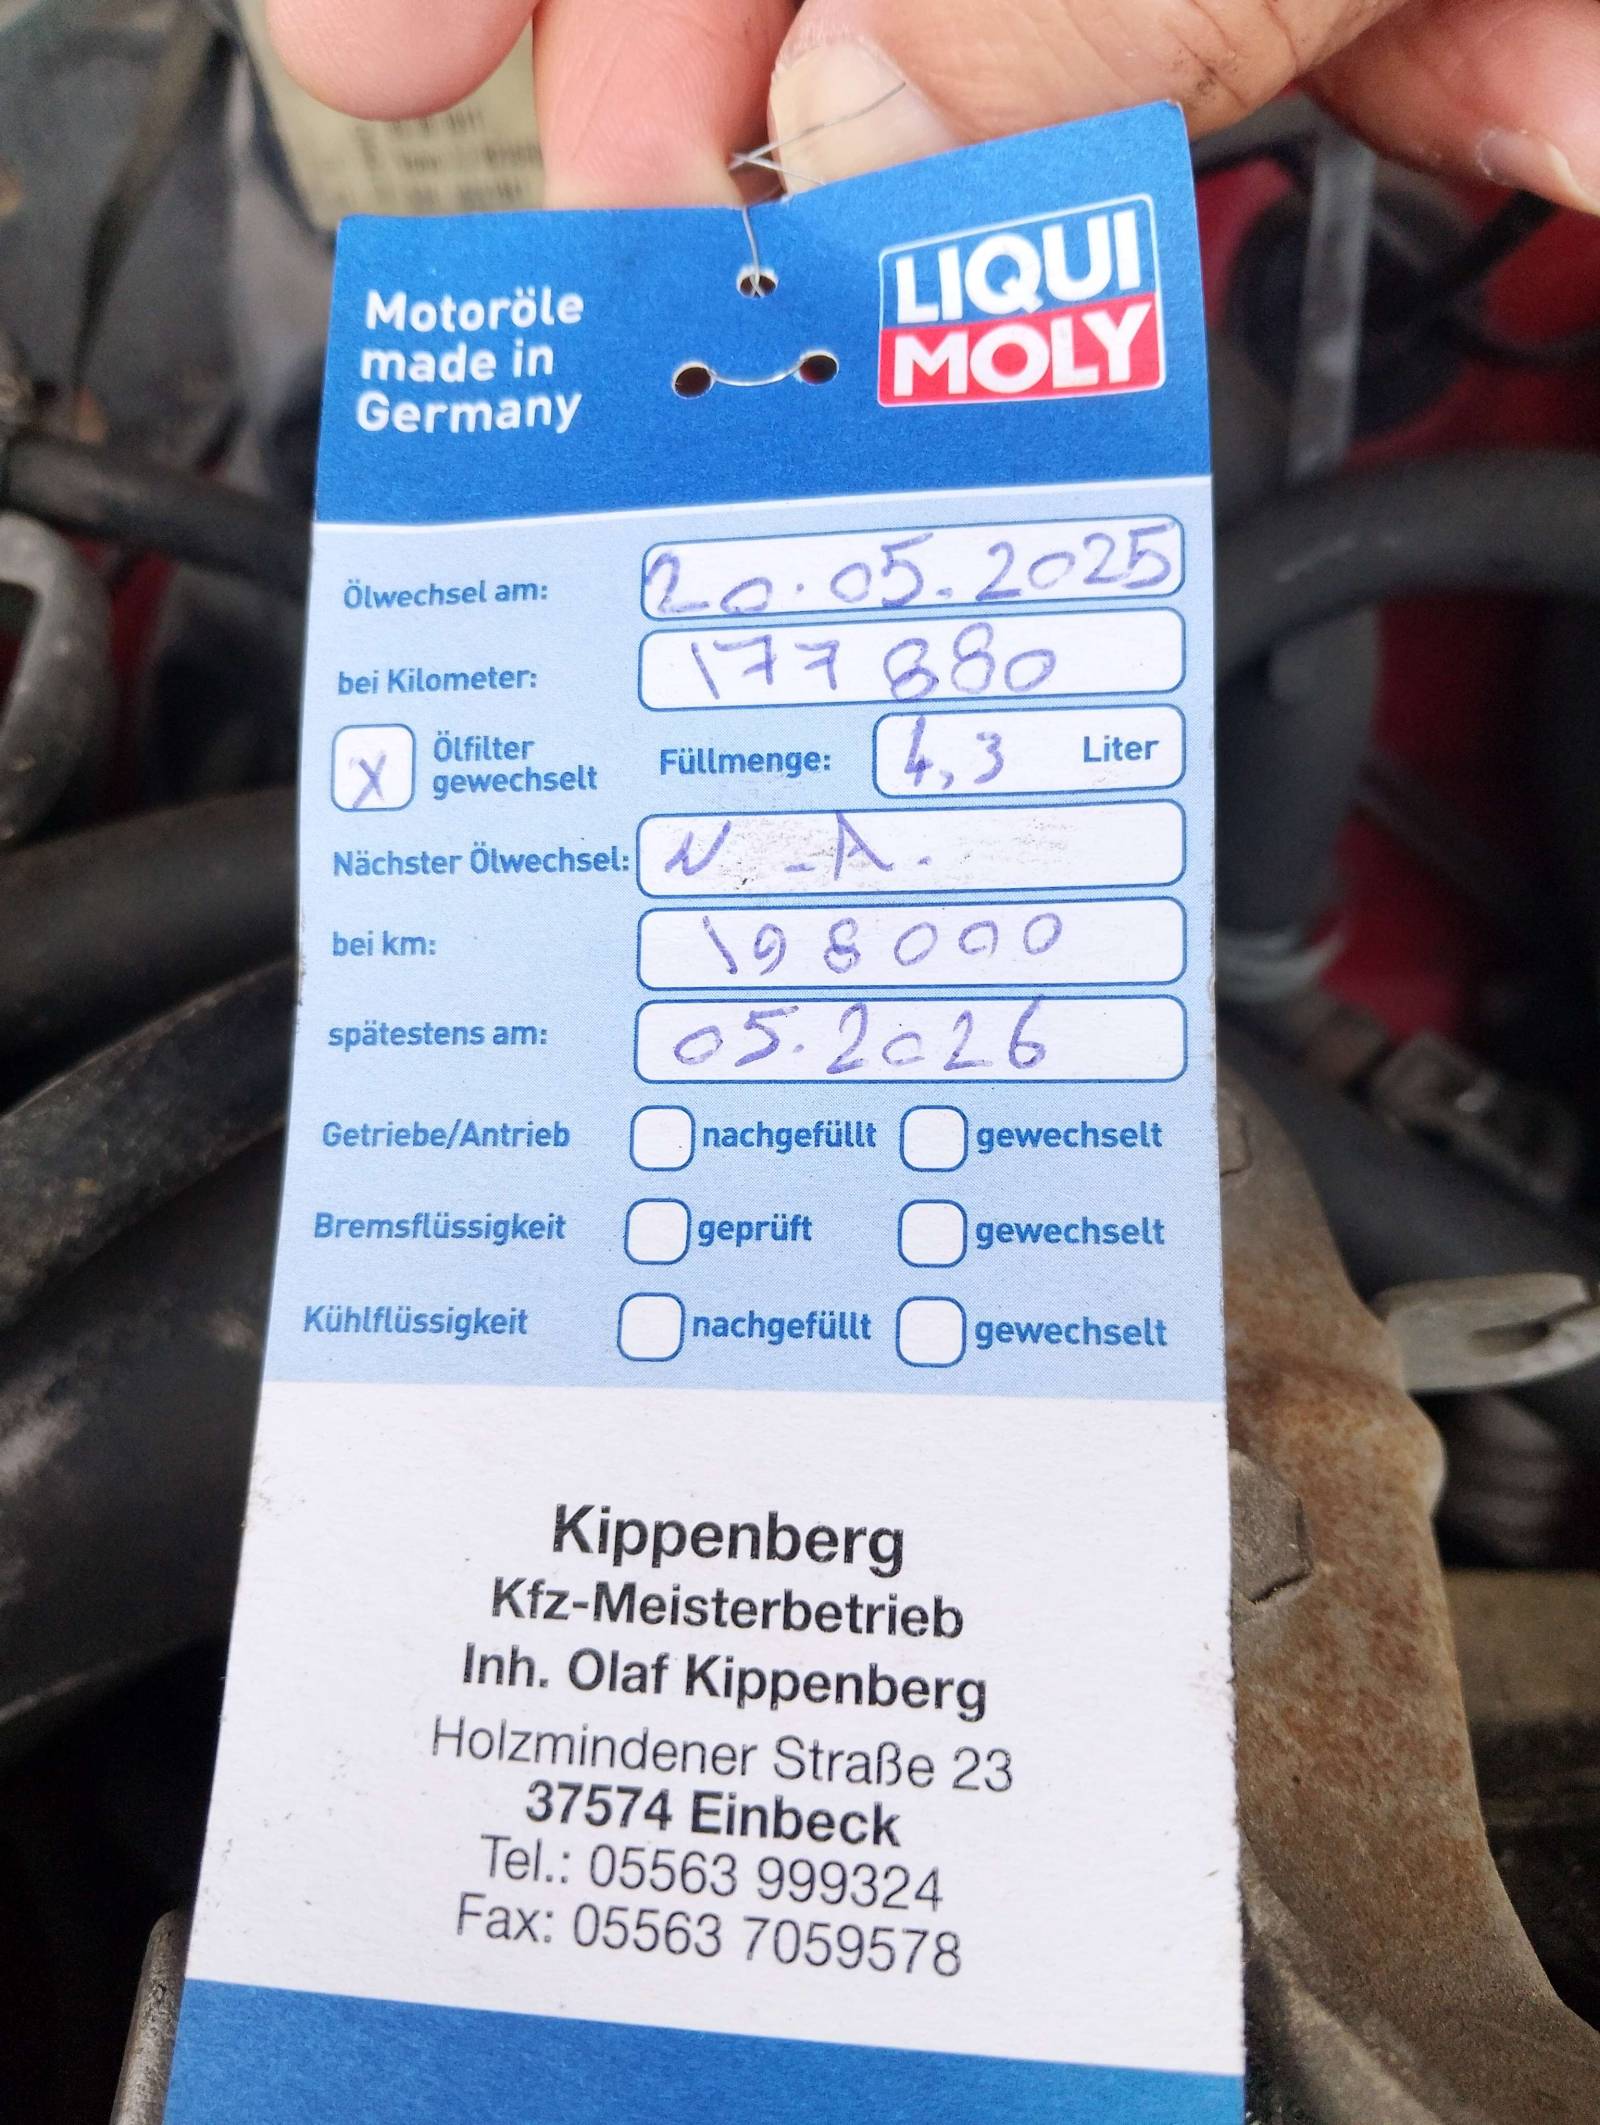 Motoröle
made in
Germany
LIQUI
MOLY
Ölwechsel am: 20.05.2025
bei Kilometer: 177880
X Ölfilter gewechselt Füllmenge: 4,3 Liter
Nächster Ölwechsel: N.A.
bei km: 198000
spätestens am: 05.2026
Getriebe/Antrieb nachgefüllt gewechselt
Bremsflüssigkeit geprüft gewechselt
Kühlflüssigkeit nachgefüllt gewechselt
Kippenberg
Kfz-Meisterbetrieb
Inh. Olaf Kippenberg
Holzmindener Straße 23
37574 Einbeck
Tel.: 05563 999324
Fax: 05563 7059578